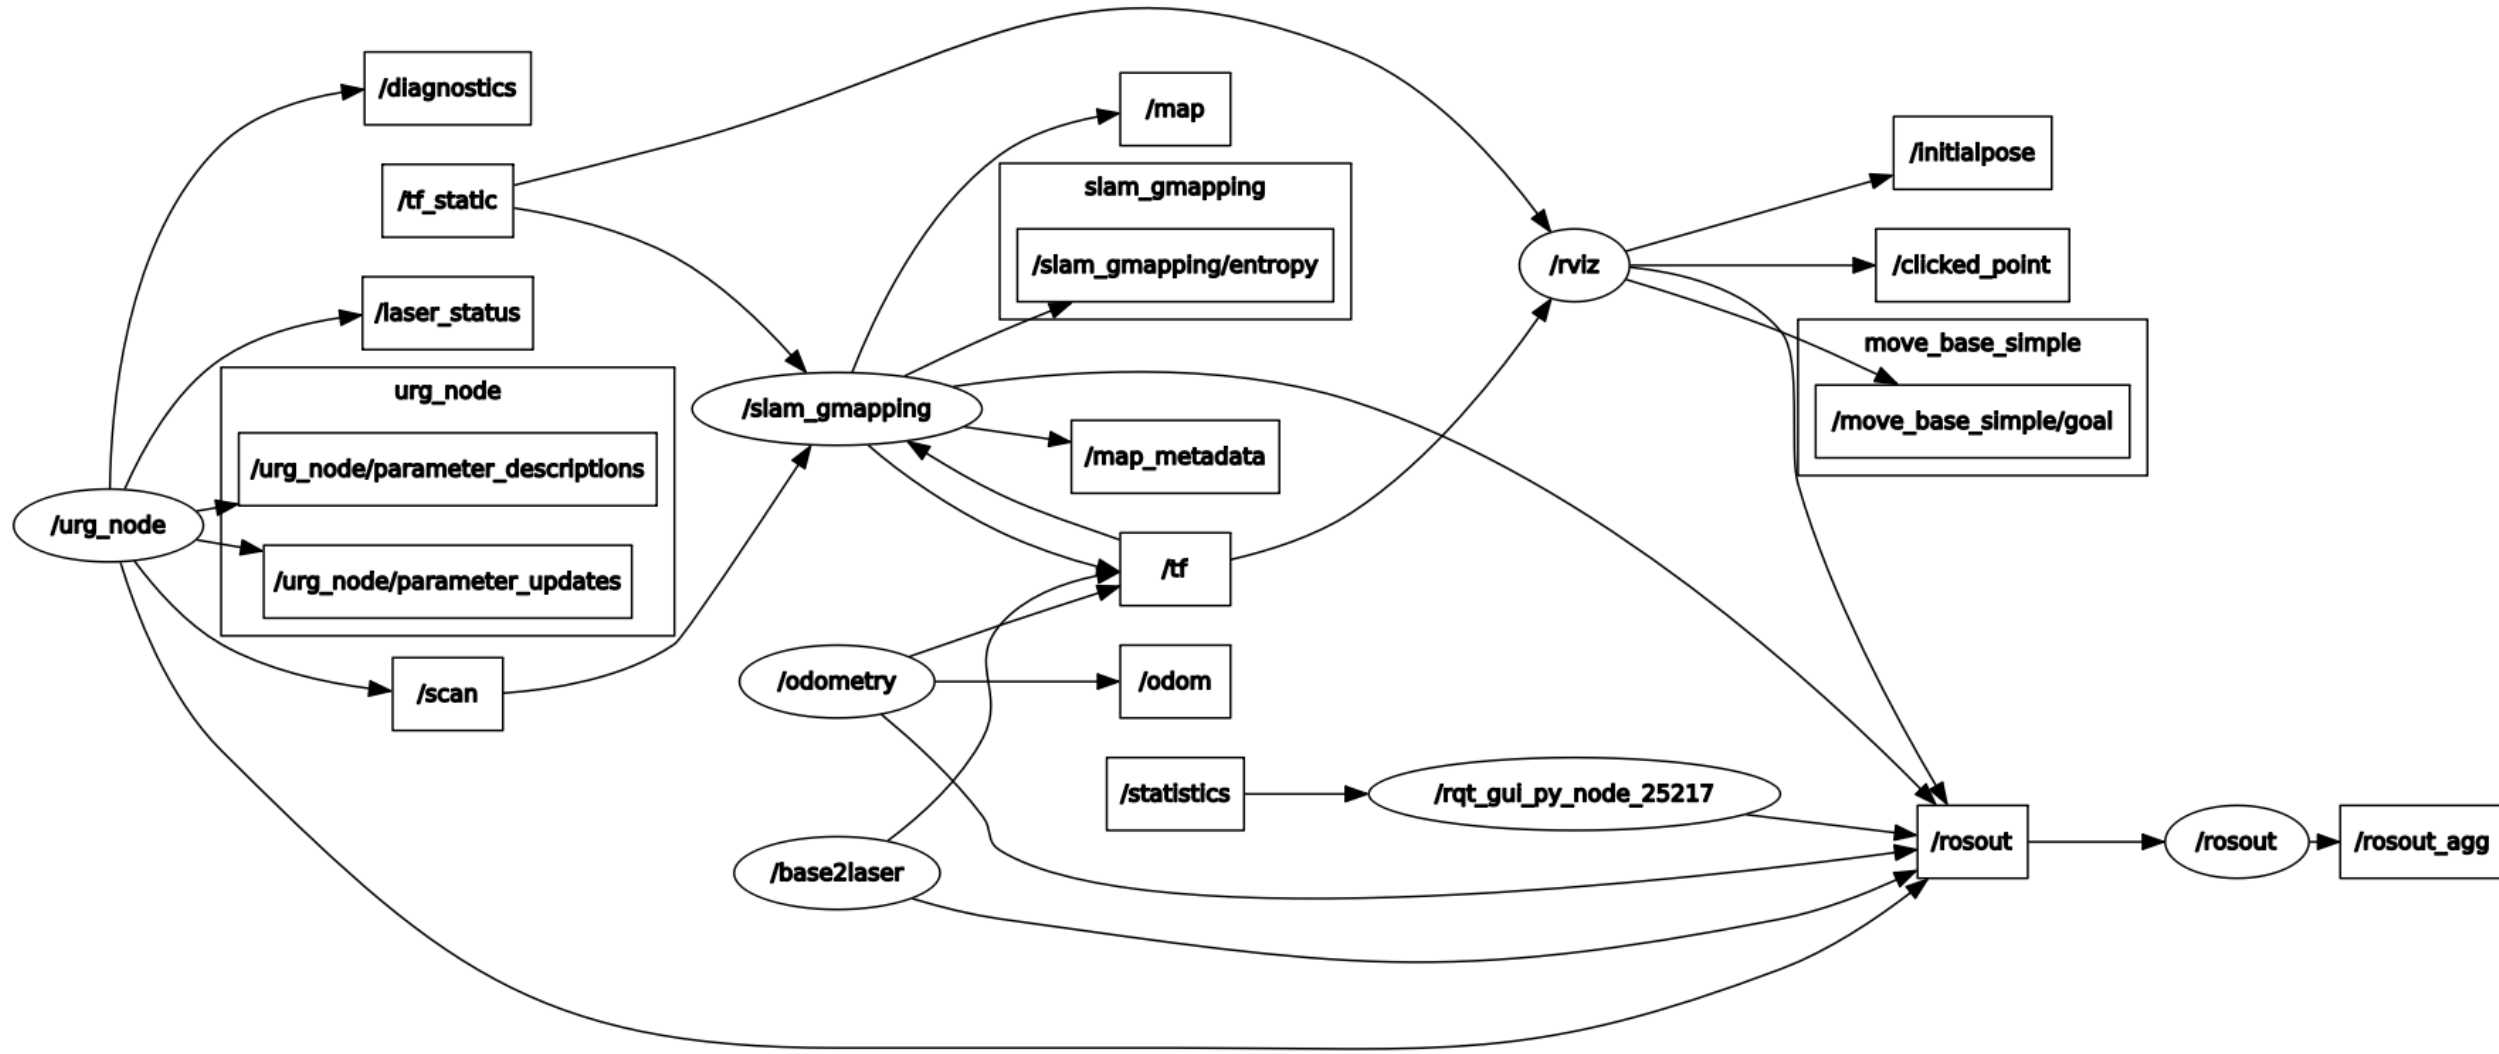 /diagnostics
/tf_static
/laser_status
urg_node
/urg_node/parameter_descriptions
/urg_node
/urg_node/parameter_updates
/scan
/map
slam_gmapping
/slam_gmapping/entropy
/slam_gmapping
/map_metadata
/tf
/odometry
/odom
/statistics
/rqt_gui_py_node_25217
/base2laser
/rviz
/initialpose
/clicked_point
move_base_simple
/move_base_simple/goal
/rosout
/rosout
/rosout_agg